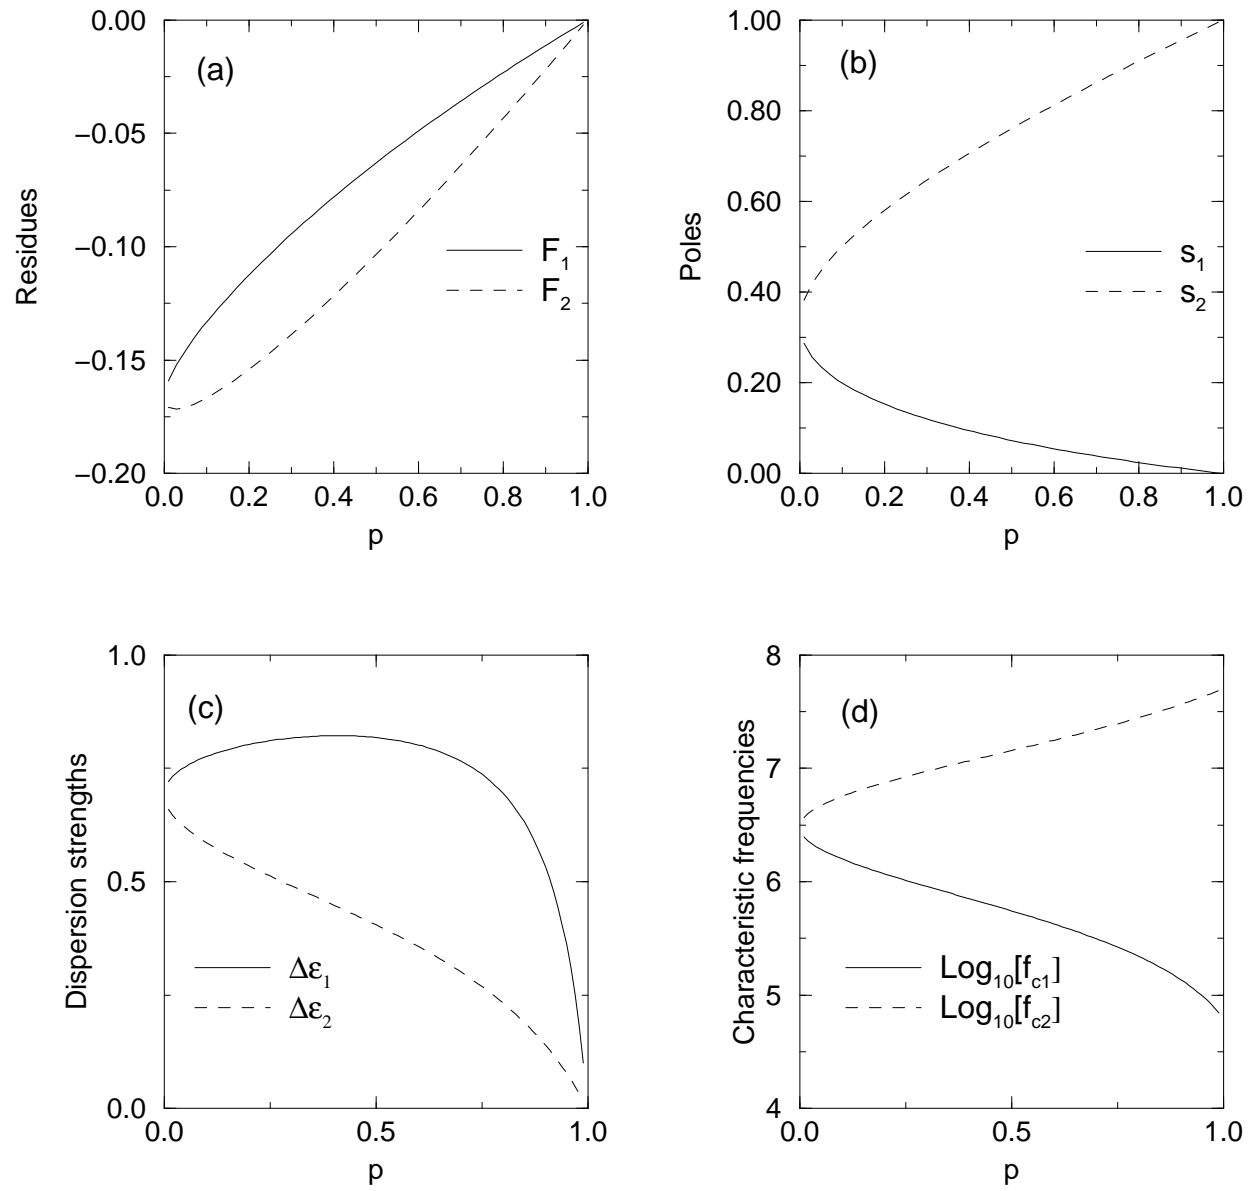 (a)
0.00
−0.05
−0.10
−0.15
−0.20
Residues
F1
F2
0.0 0.2 0.4 0.6 0.8 1.0
p
(b)
1.00
0.80
0.60
0.40
0.20
0.00
Poles
s1
s2
0.0 0.2 0.4 0.6 0.8 1.0
p
(c)
1.0
0.5
0.0
Dispersion strengths
Δε1
Δε2
0.0 0.5 1.0
p
(d)
8
7
6
5
4
Characteristic frequencies
Log10[fc1]
Log10[fc2]
0.0 0.5 1.0
p